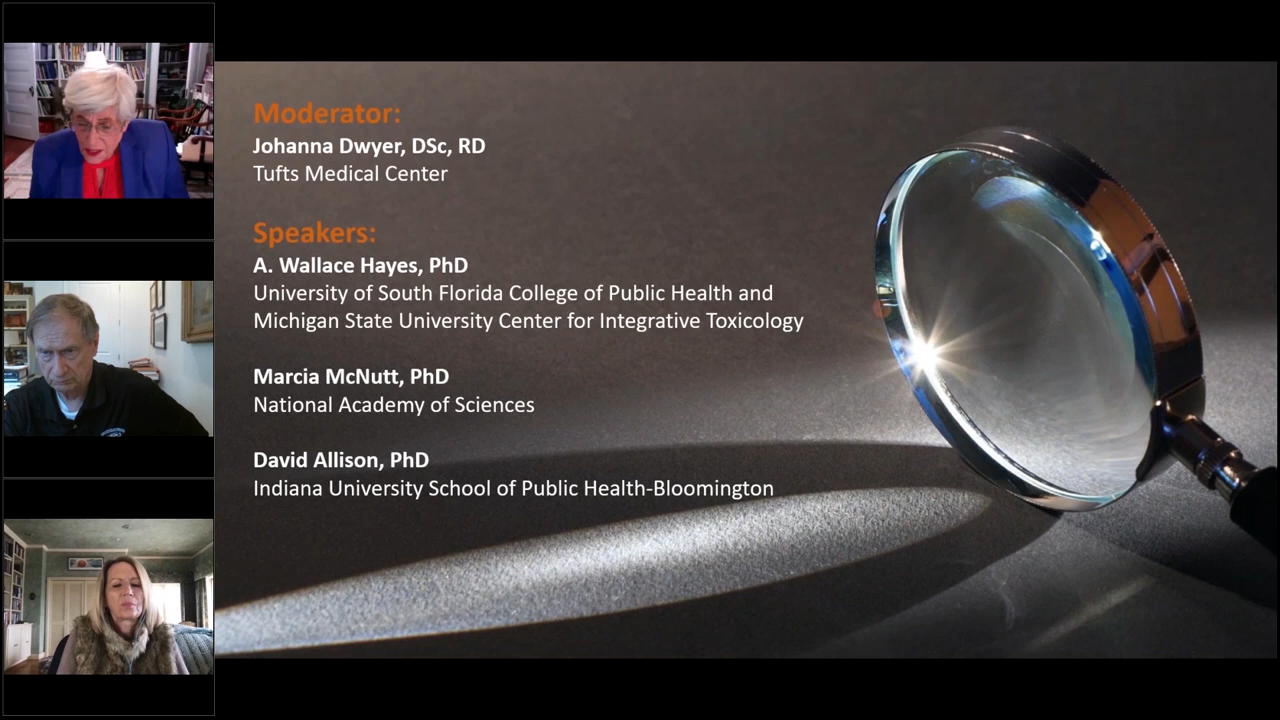 Moderator:
Johanna Dwyer, DSc, RD
Tufts Medical Center
Speakers:
A. Wallace Hayes, PhD
University of South Florida College of Public Health and
Michigan State University Center for Integrative Toxicology
Marcia McNutt, PhD
National Academy of Sciences
David Allison, PhD
Indiana University School of Public Health-Bloomington